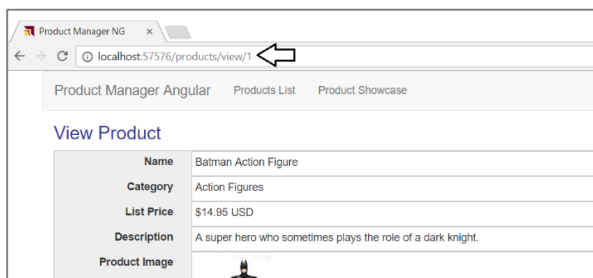 Product Manager NG
localhost:57576/products/view/1
Product Manager Angular Products List Product Showcase
View Product
Name Batman Action Figure
Category Action Figures
List Price $14.95 USD
Description A super hero who sometimes plays the role of a dark knight.
Product Image